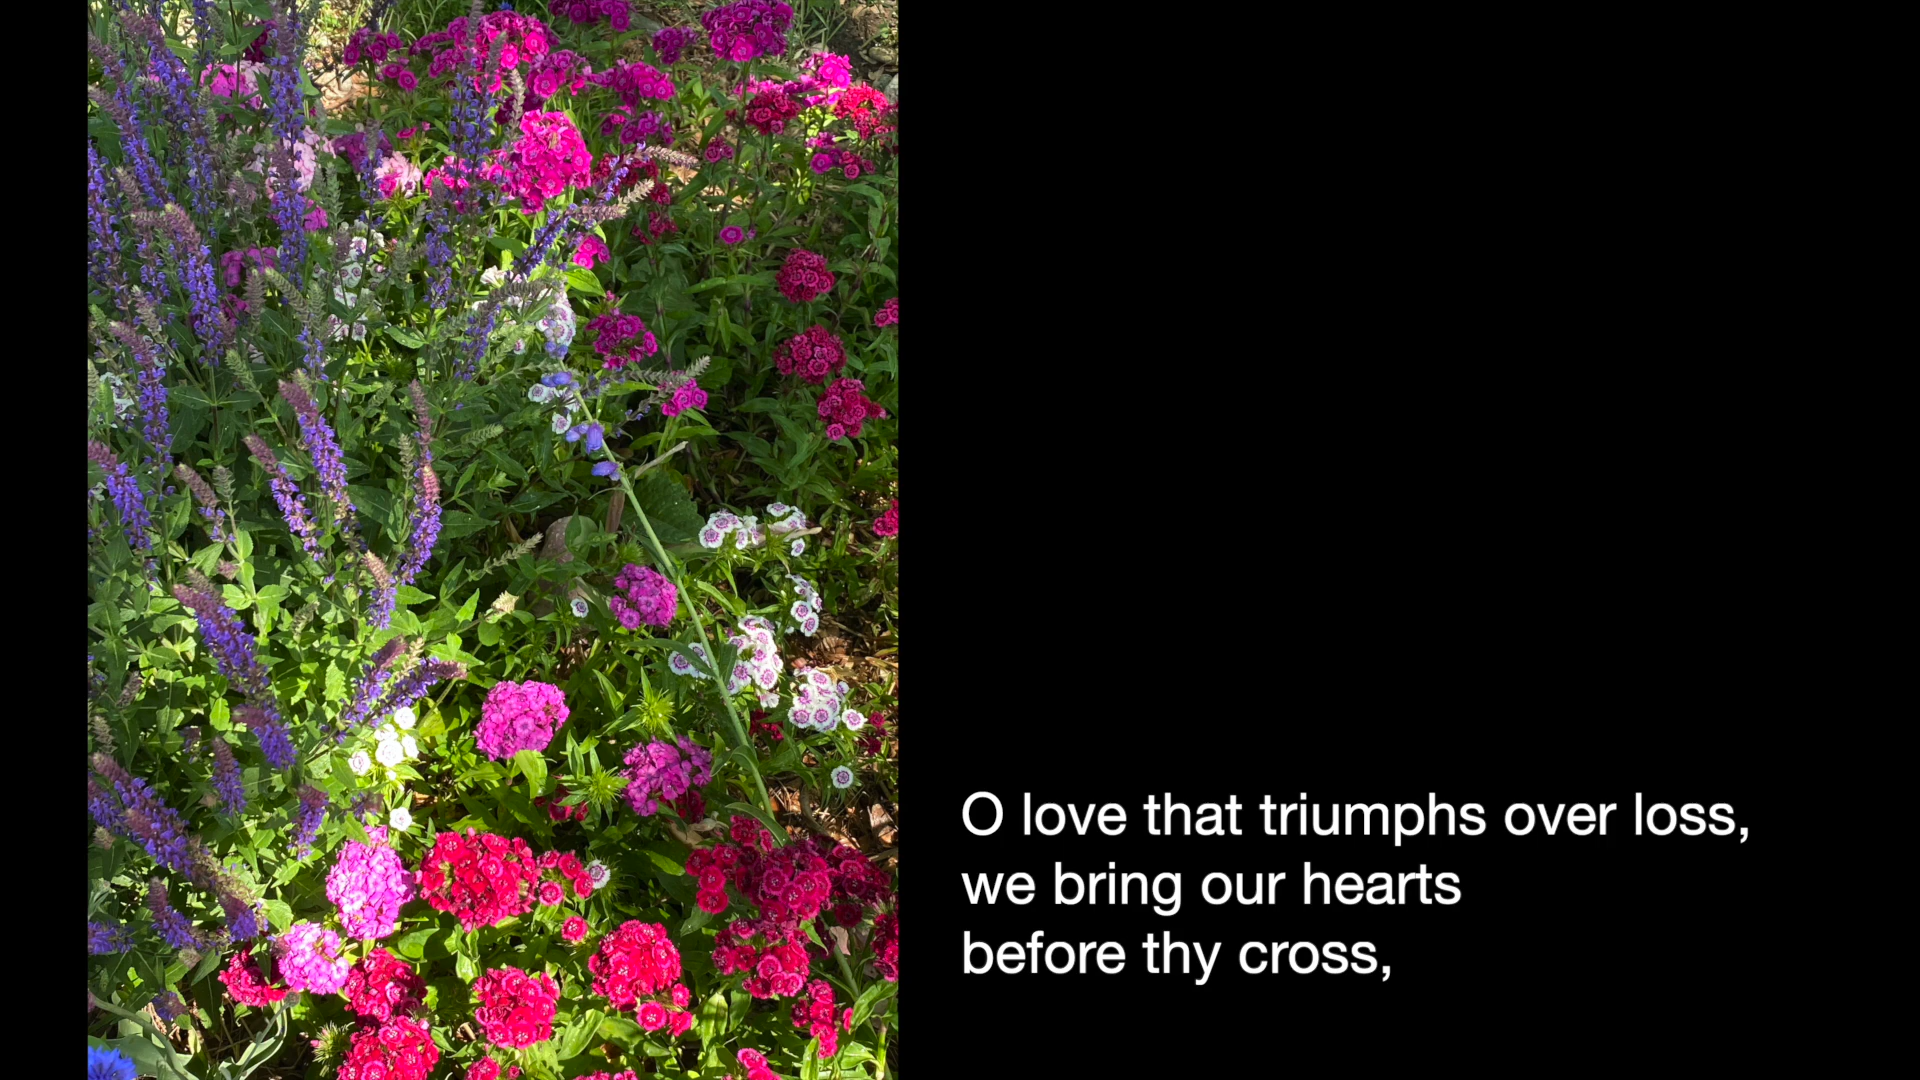 O love that triumphs over loss,
we bring our hearts
before thy cross,